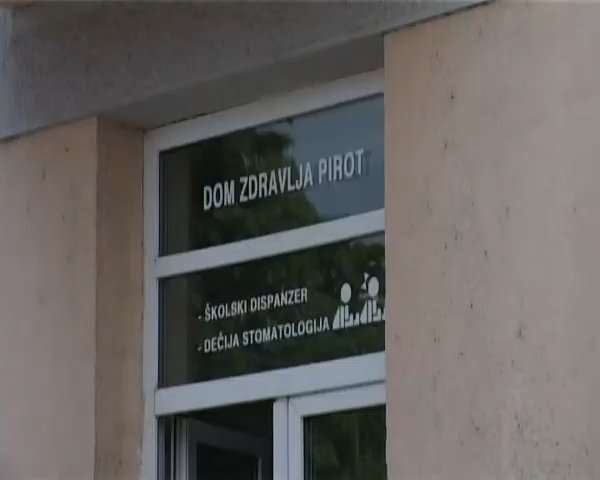 DOM ZDRAVLJA PIROT
- ŠKOLSKI DISPANZER
- DEČIJA STOMATOLOGIJA